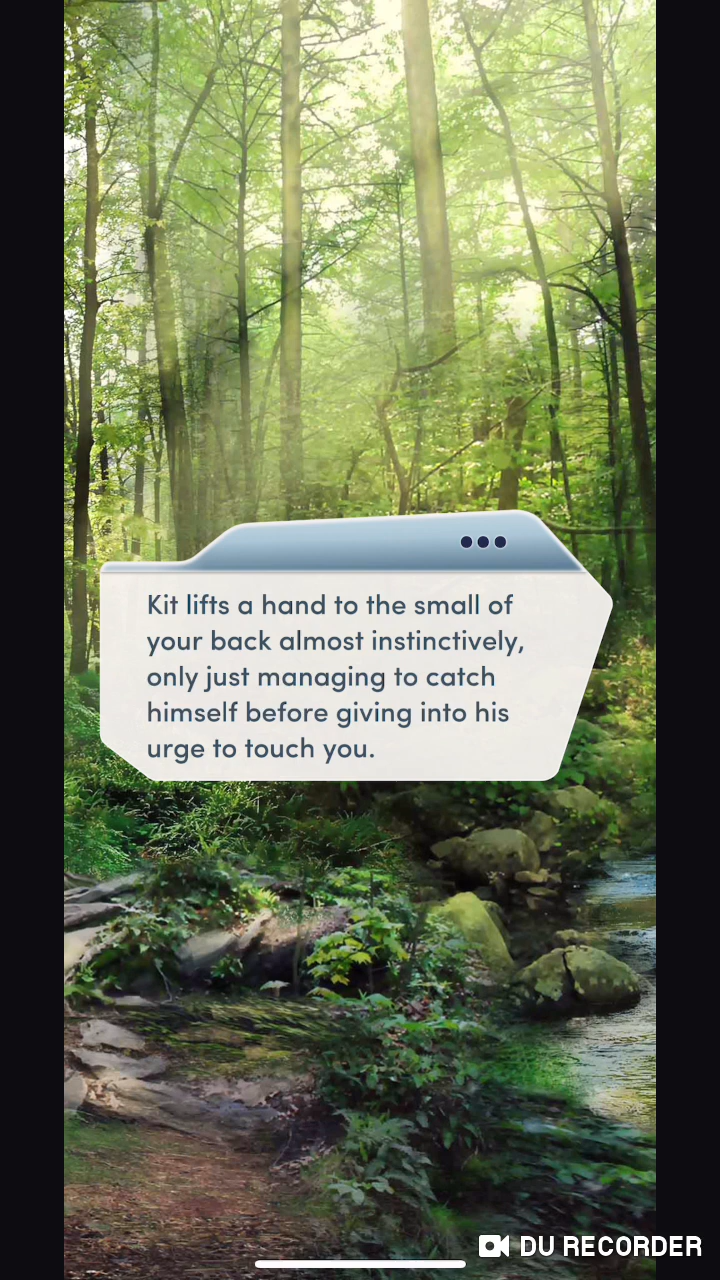 Kit lifts a hand to the small of
your back almost instinctively,
only just managing to catch
himself before giving into his
urge to touch you.
DU RECORDER